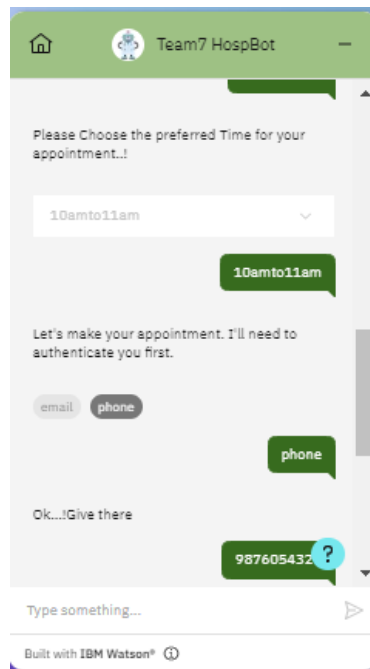 Team7 HospBot
Please Choose the preferred Time for your
appointment..!
10amto11am
10amto11am
Let's make your appointment. I'll need to
authenticate you first.
email phone
phone
Ok...!Give there
987605432
?
Type something...
Built with IBM Watson®